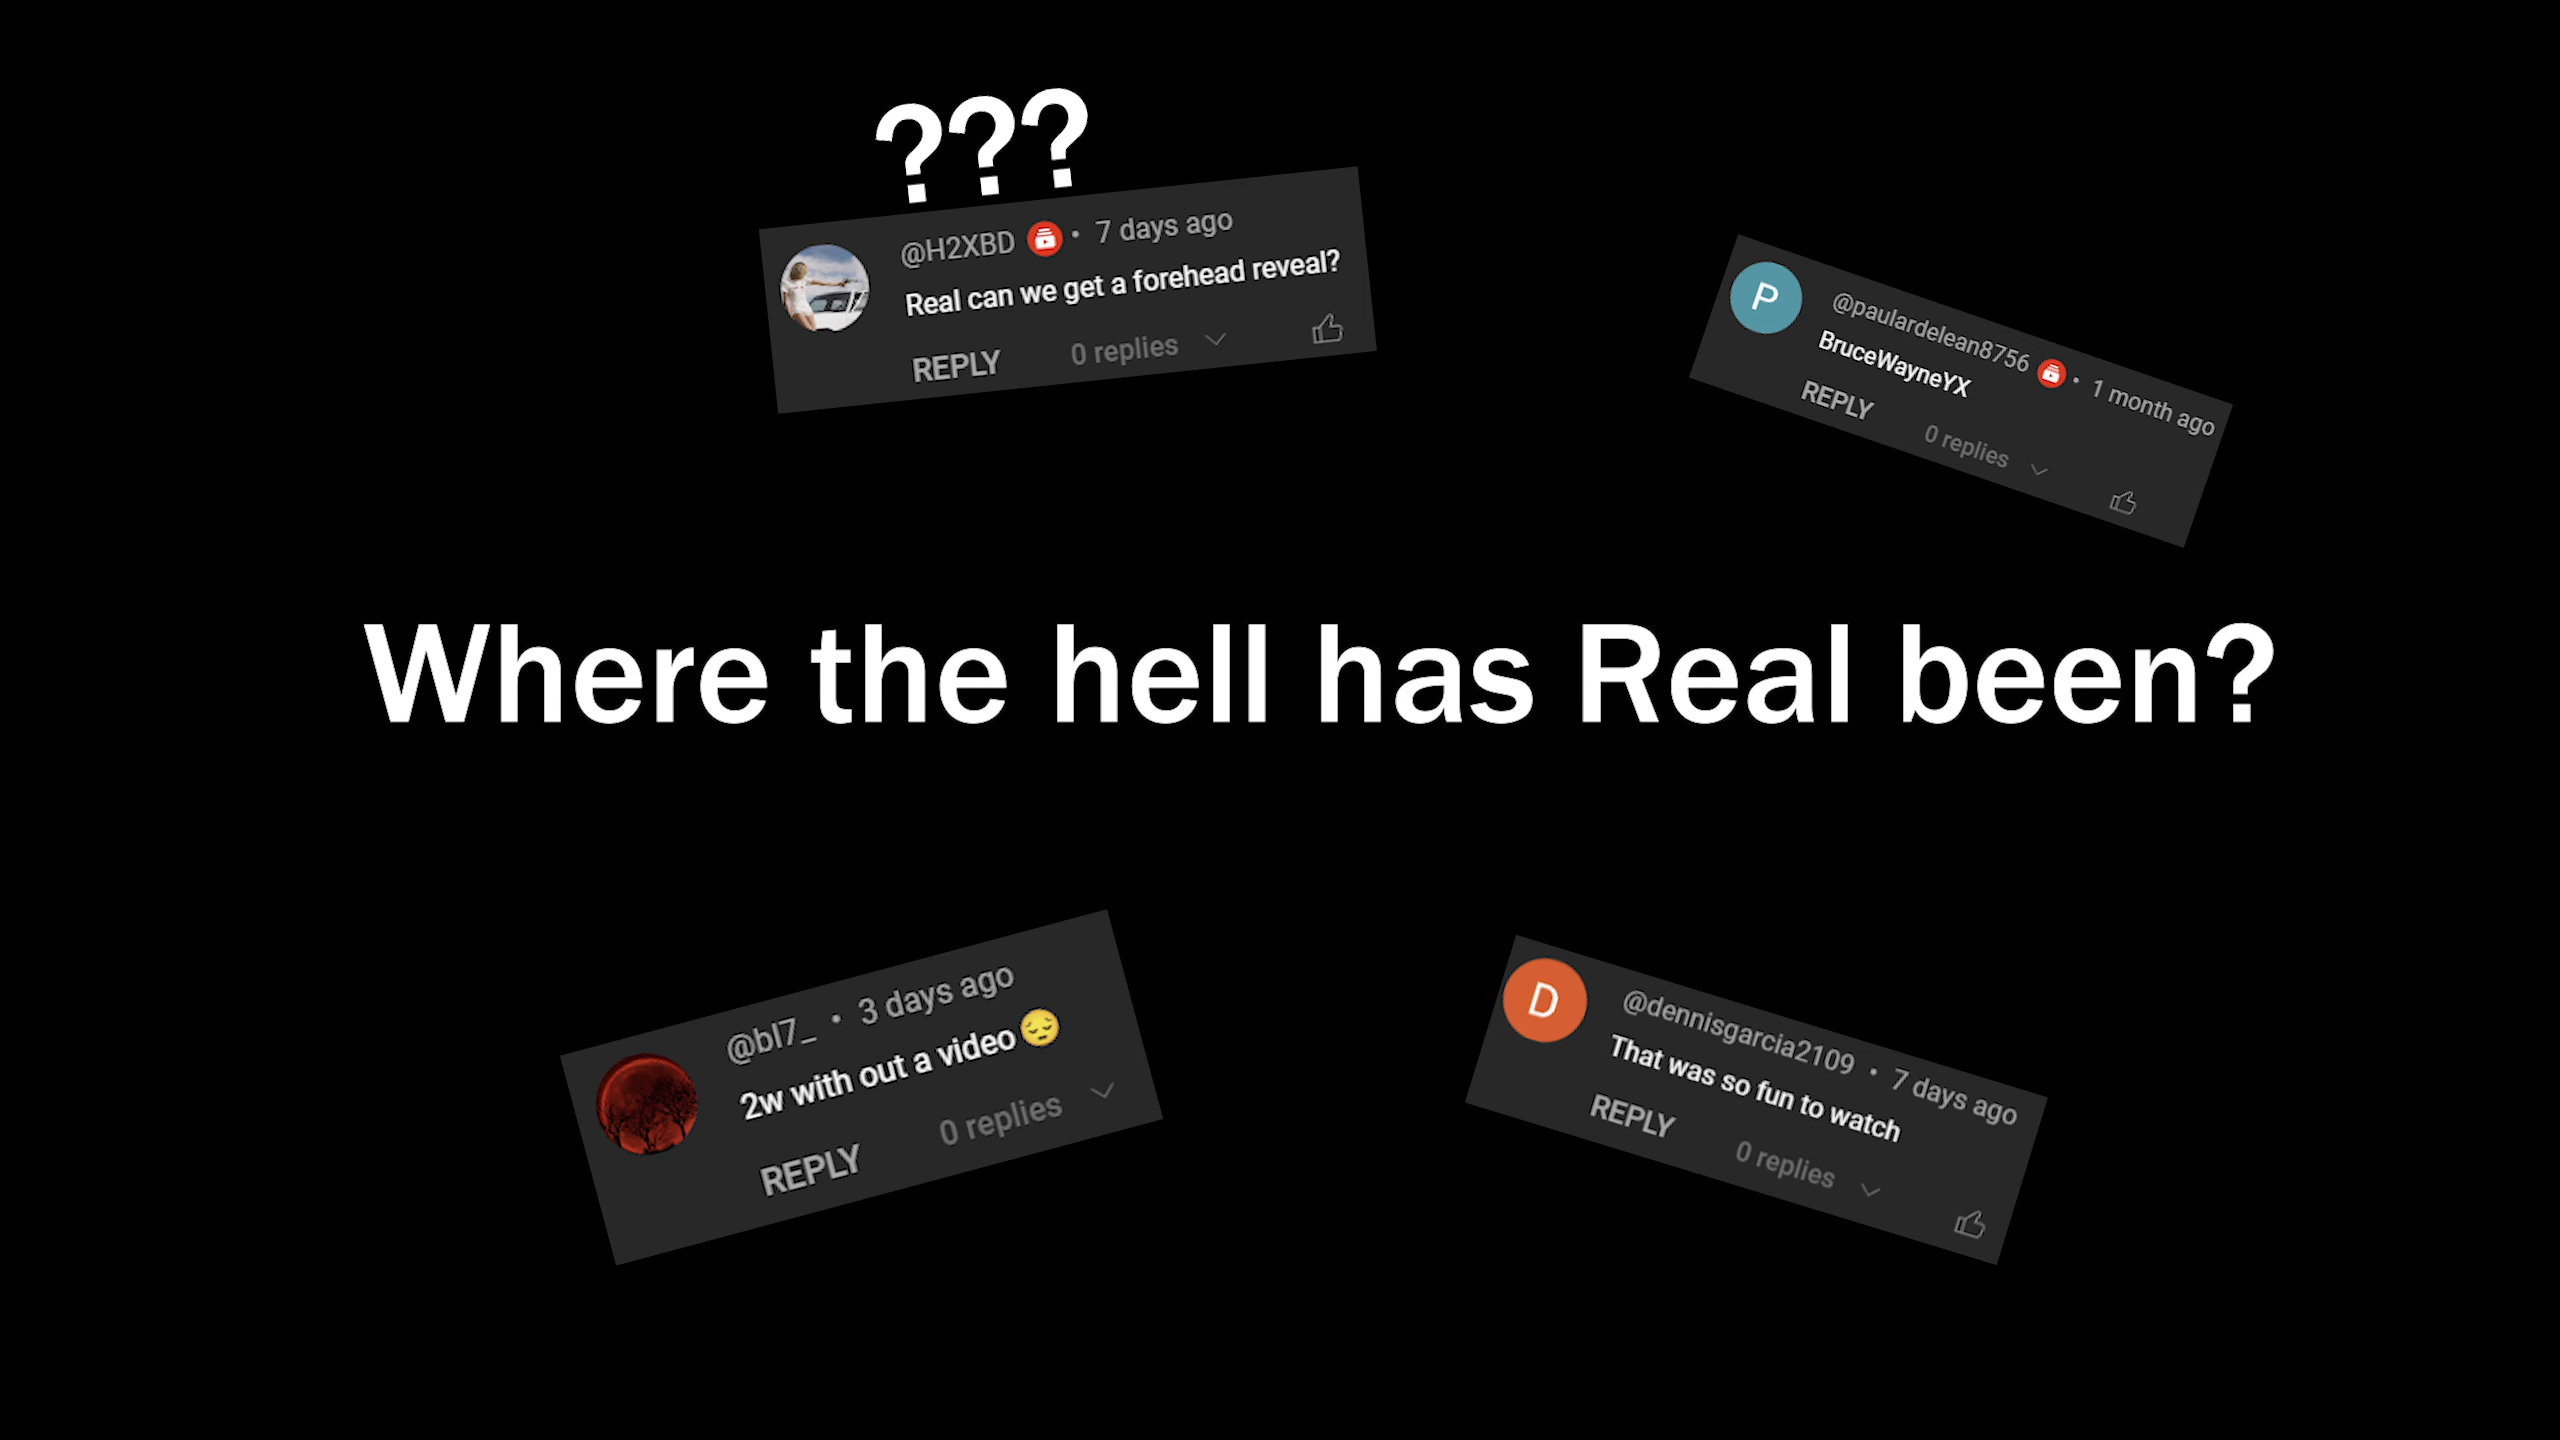 ???
@H2XBD • 7 days ago
Real can we get a forehead reveal?
REPLY 0 replies
P
@paulardelean8756 • 1 month ago
BruceWayneYX
REPLY 0 replies
Where the hell has Real been?
@bl7_ • 3 days ago
2w with out a video😔
REPLY 0 replies
D
@dennisgarcia2109 • 7 days ago
That was so fun to watch
REPLY 0 replies